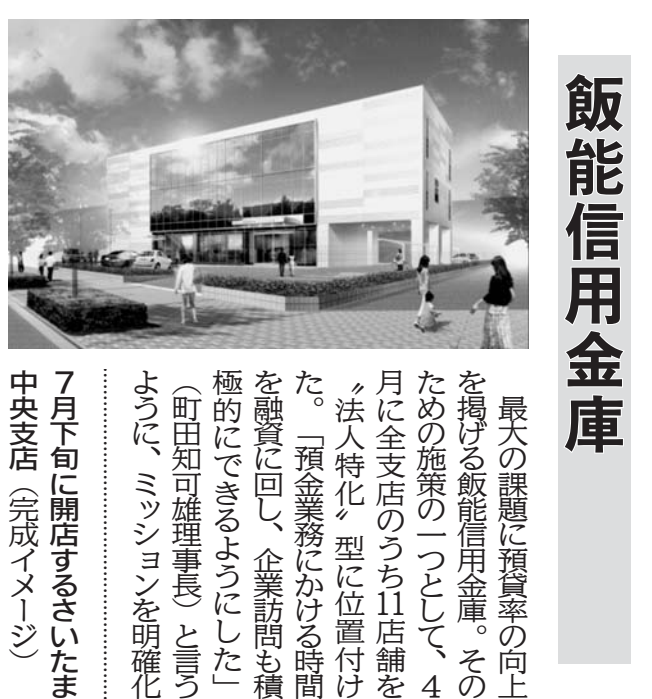 飯能信用金庫
最大の課題に預貸率の向上
を掲げる飯能信用金庫。その
ための施策の一つとして、4
月に全支店のうち11店舗を
〝法人特化〟型に位置付け
た。「預金業務にかける時間
を融資に回し、企業訪問も積
極的にできるようにした」
（町田知可雄理事長）と言う
ように、ミッションを明確化
7月下旬に開店するさいたま
中央支店（完成イメージ）